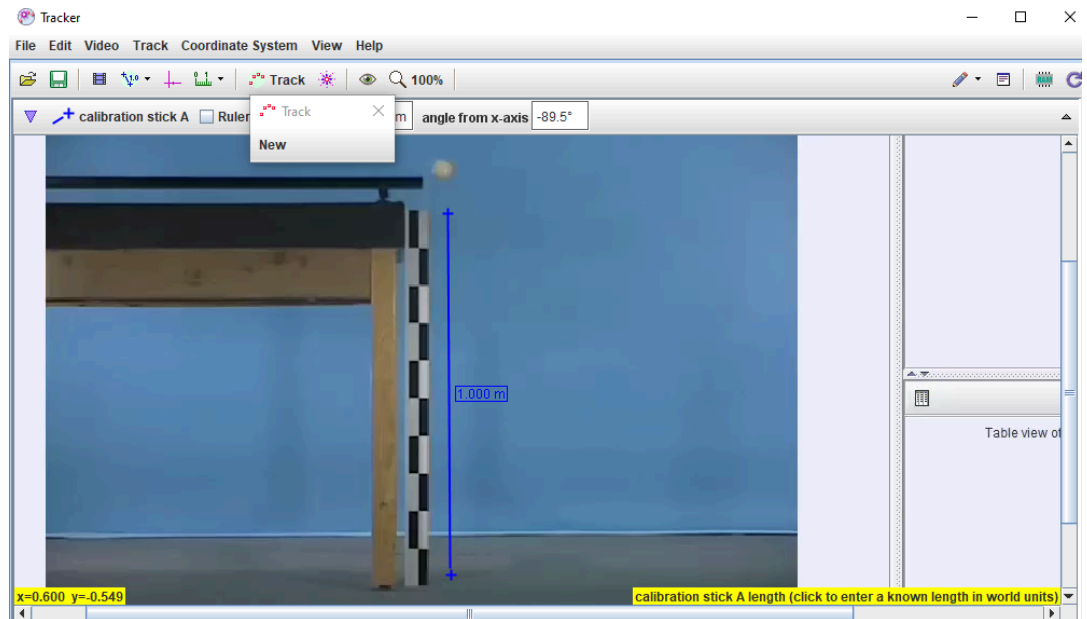 Tracker
File Edit Video Track Coordinate System View Help
Track 100%
calibration stick A Ruler m angle from x-axis -89.5°
Track
New
1.000 m
Table view of
x=0.600 y=-0.549
calibration stick A length (click to enter a known length in world units)